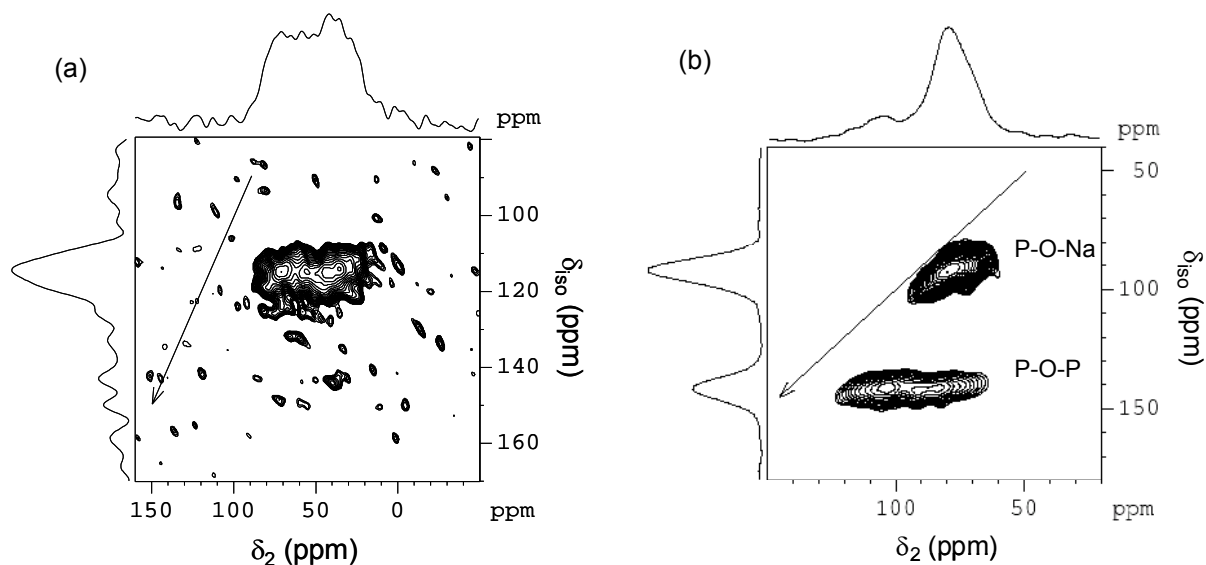 (a)
ppm
100
120
140
160
δiso (ppm)
150 100 50 0 ppm
δ2 (ppm)
(b)
ppm
50
P-O-Na
100
P-O-P
150
δiso (ppm)
100 50 ppm
δ2 (ppm)